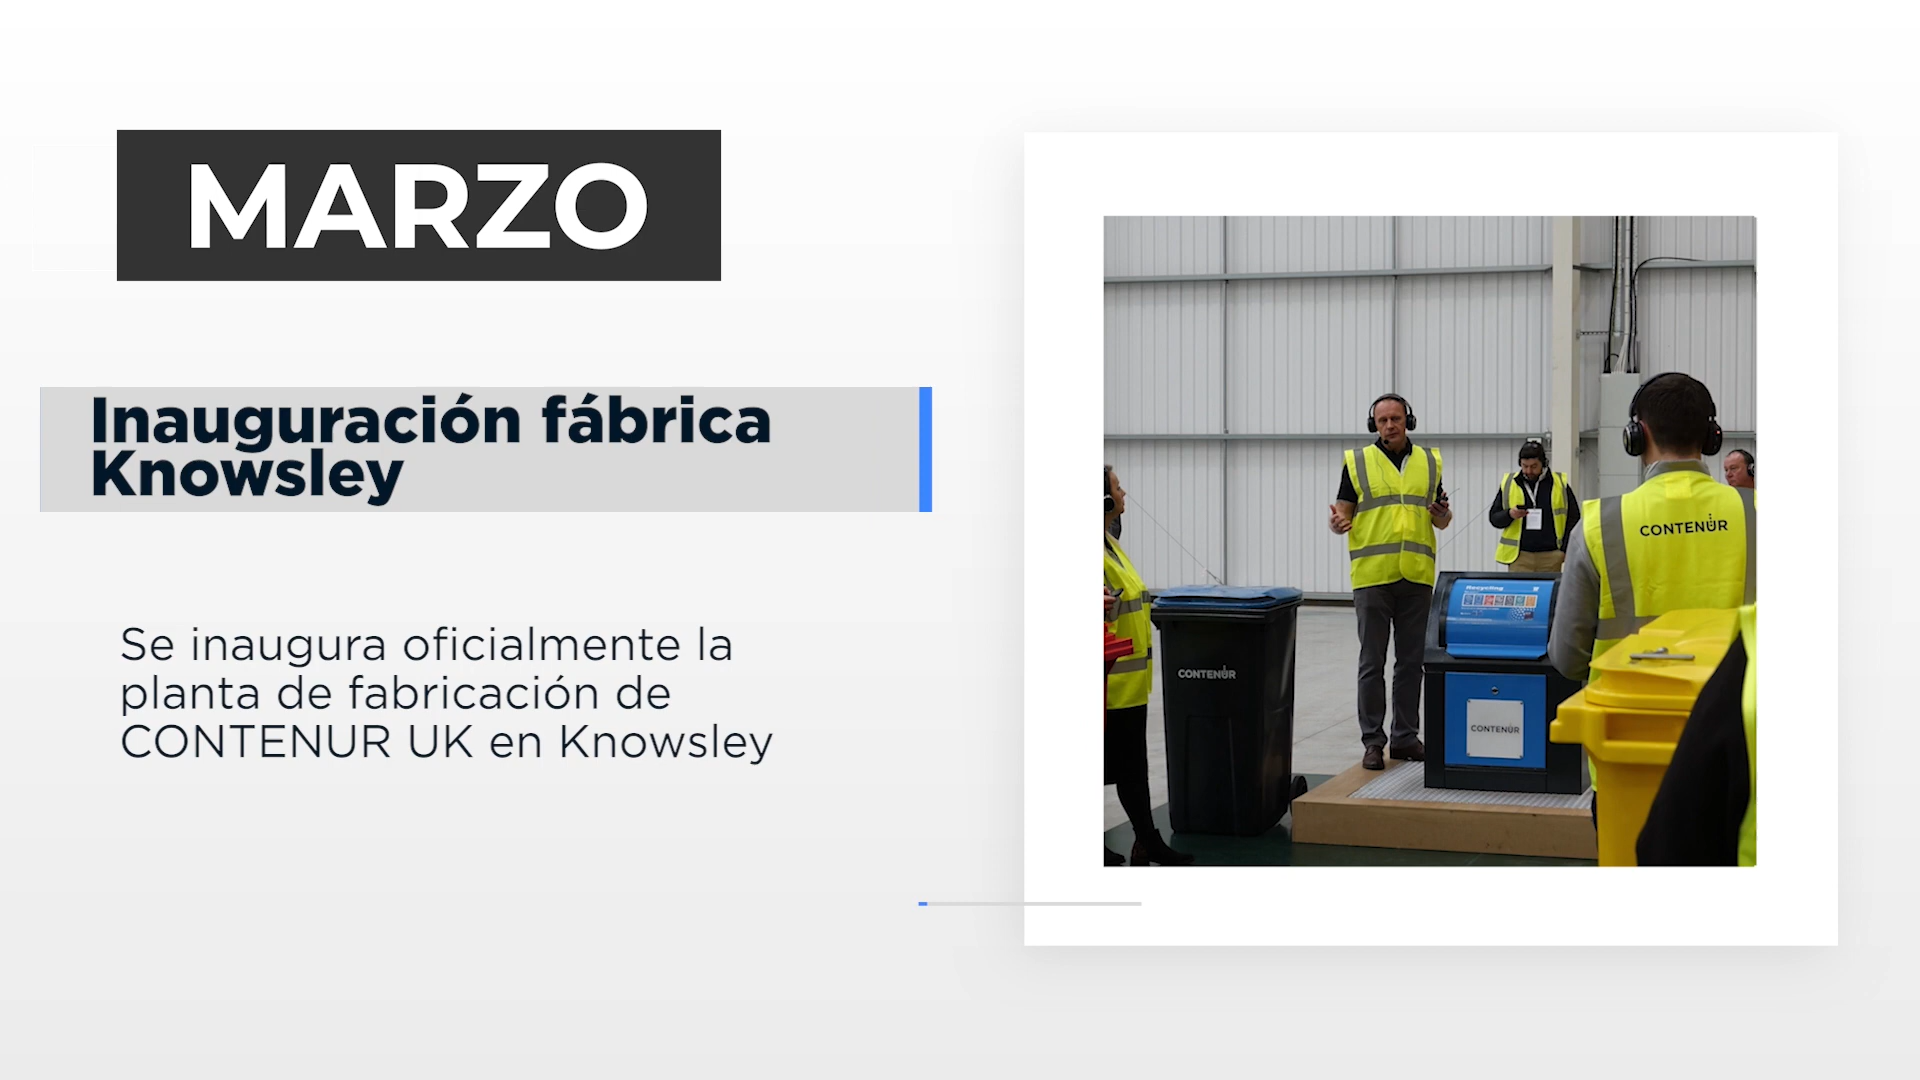 MARZO
Inauguración fábrica
Knowsley
Se inaugura oficialmente la
planta de fabricación de
CONTENUR UK en Knowsley
CONTENUR
CONTENUR
Recycling
CONTENUR